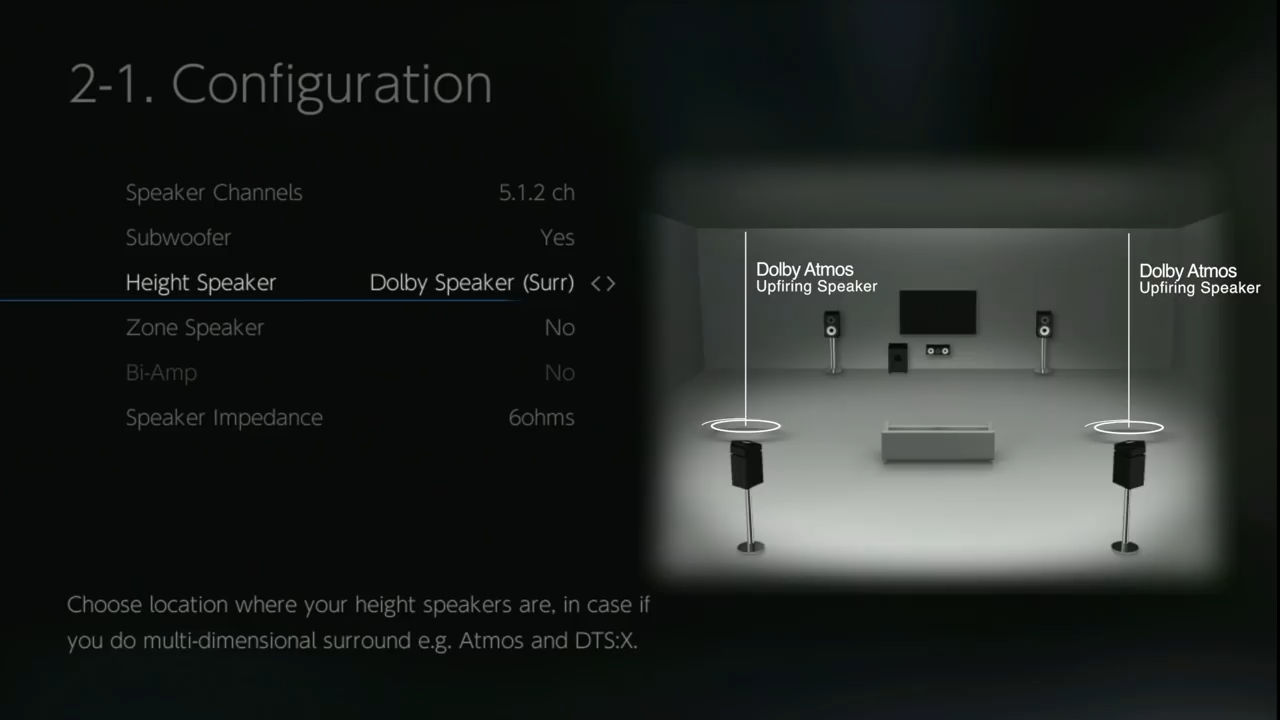 2-1. Configuration
Speaker Channels 5.1.2 ch
Subwoofer Yes
Height Speaker Dolby Speaker (Surr) <>
Zone Speaker No
Bi-Amp No
Speaker Impedance 6ohms
Dolby Atmos
Upfiring Speaker
Dolby Atmos
Upfiring Speaker
Choose location where your height speakers are, in case if
you do multi-dimensional surround e.g. Atmos and DTS:X.